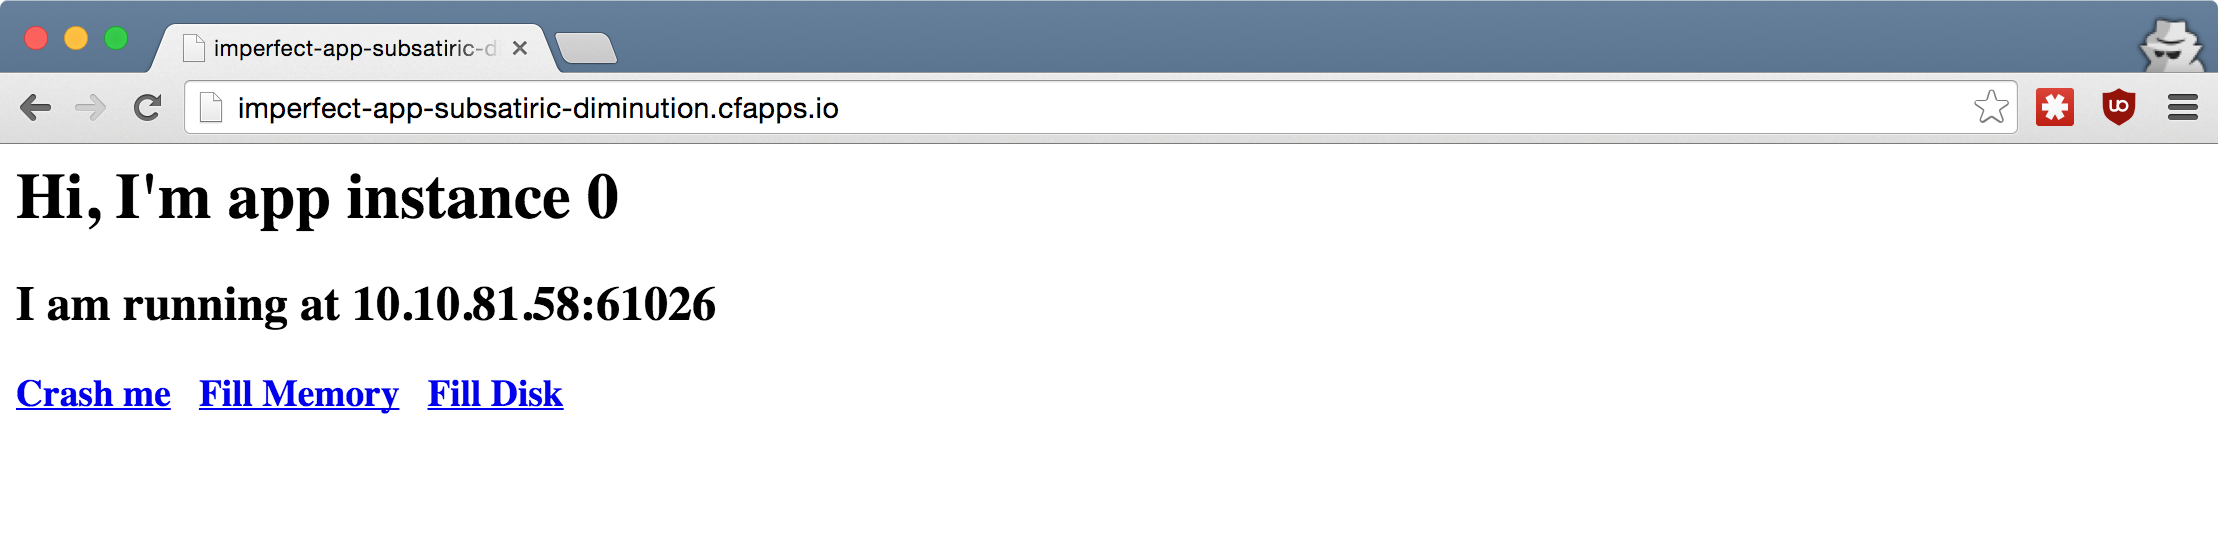 imperfect-app-subsatiric-d
imperfect-app-subsatiric-diminution.cfapps.io
Hi, I'm app instance 0
I am running at 10.10.81.58:61026
Crash me Fill Memory Fill Disk